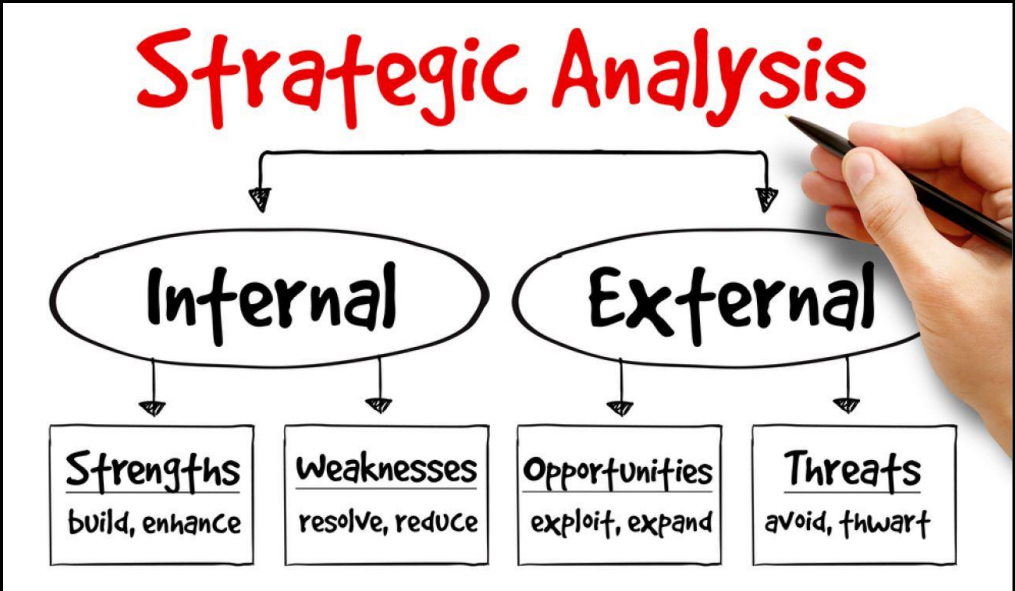 Strategic Analysis
Internal
External
Strengths
build, enhance
Weaknesses
resolve, reduce
Opportunities
exploit, expand
Threats
avoid, thwart